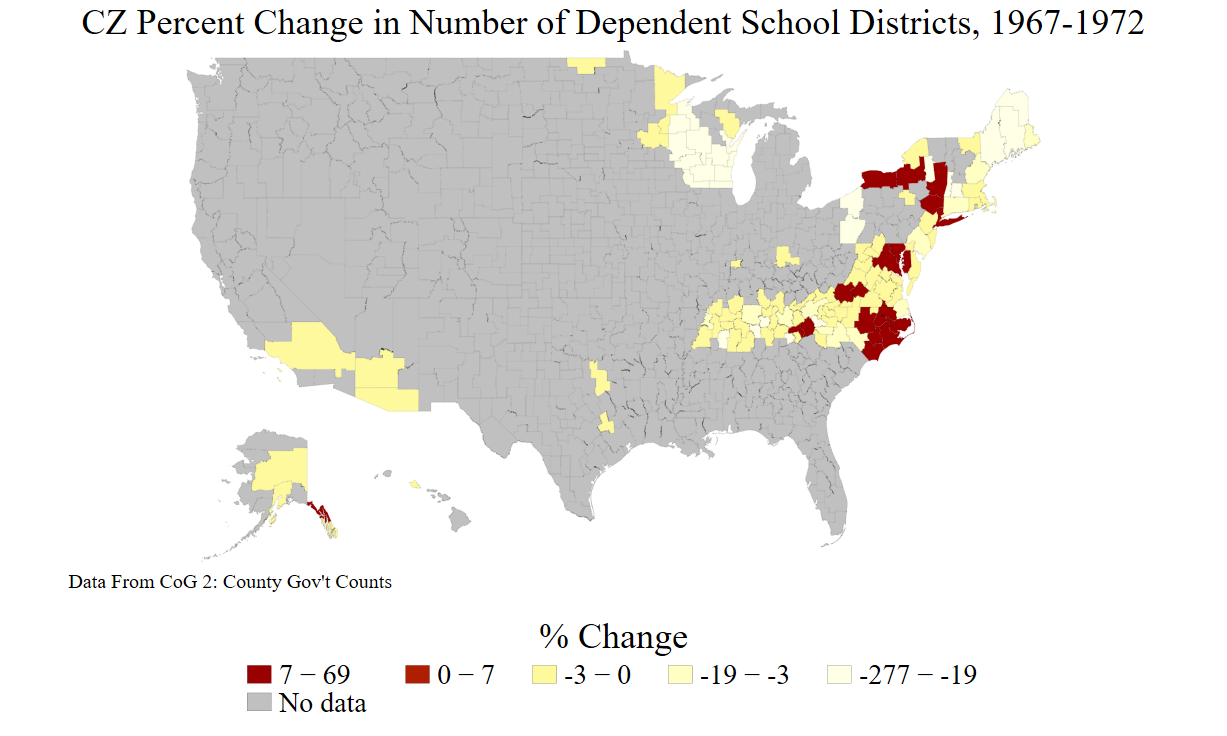 CZ Percent Change in Number of Dependent School Districts, 1967-1972
Data From CoG 2: County Gov't Counts
% Change
7 − 69
0 − 7
-3 − 0
-19 − -3
-277 − -19
No data